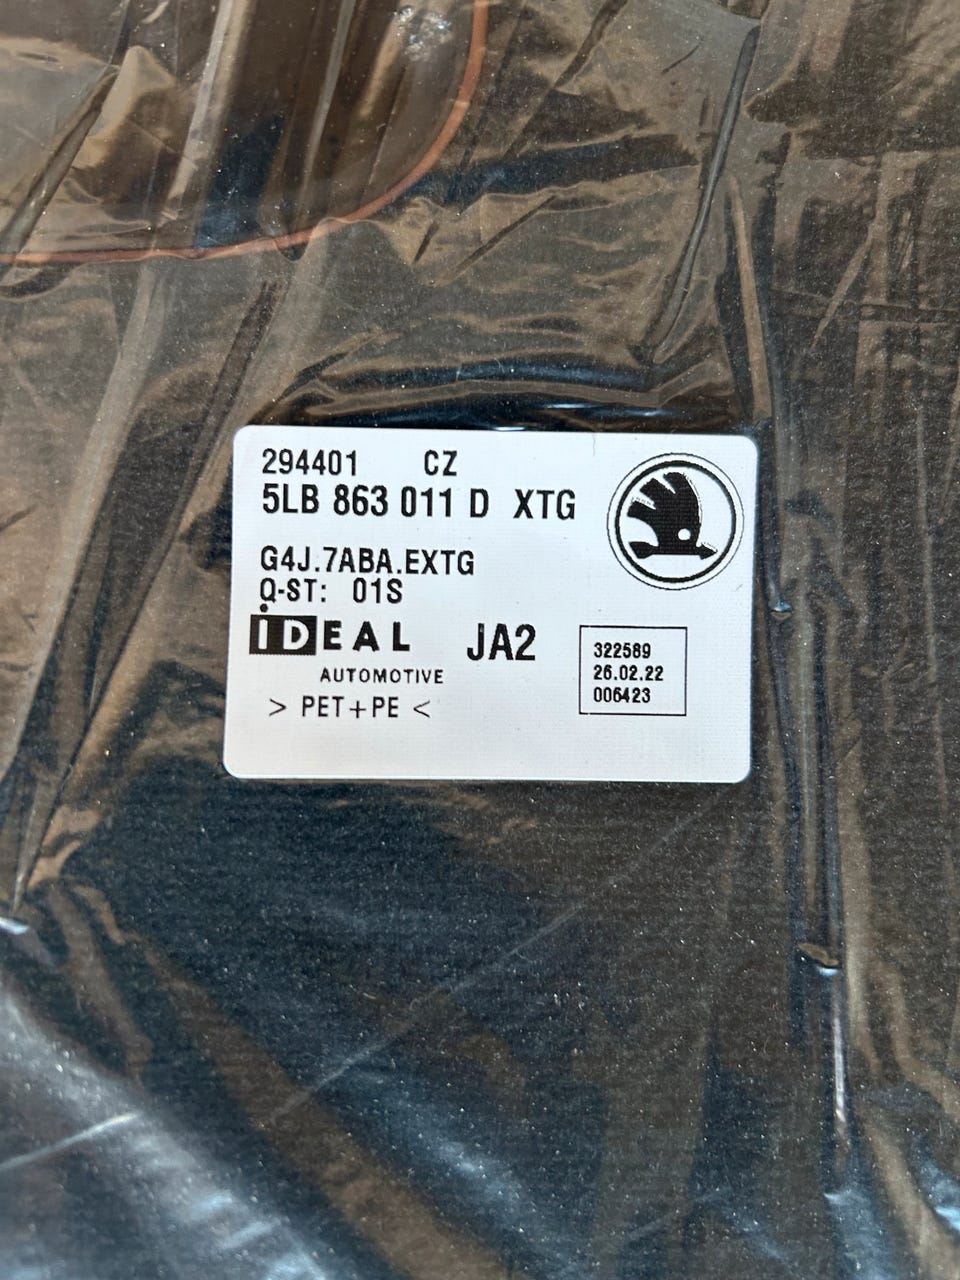 294401 CZ
5LB 863 011 D XTG
G4J.7ABA.EXTG
Q-ST: 01S
iDEAL
AUTOMOTIVE
JA2
> PET+PE <
322589
26.02.22
006423